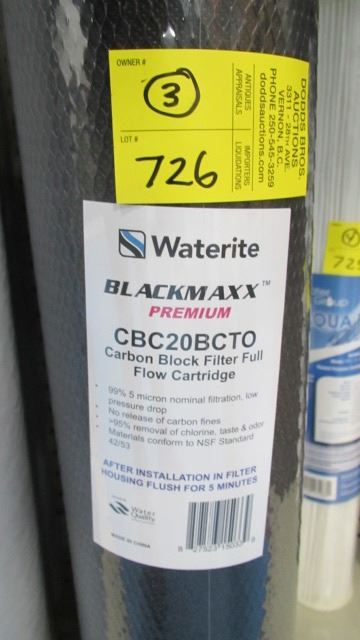 OWNER #
3
LOT #
726
ANTIQUES
APPRAISALS
IMPORTERS
LIQUIDATIONS
DODDS BROS.
AUCTIONS
3311 - 28TH AVE.
VERNON, B.C.
PHONE 250-545-3259
doddsauctions.com
Waterite
BLACKMAXX™
PREMIUM
CBC20BCTO
Carbon Block Filter Full
Flow Cartridge
• 99% 5 micron nominal filtration, low
pressure drop
• No release of carbon fines
• >95% removal of chlorine, taste & odor
• Materials conform to NSF Standard
42/53
AFTER INSTALLATION IN FILTER
HOUSING FLUSH FOR 5 MINUTES
Water Quality
MADE IN CHINA